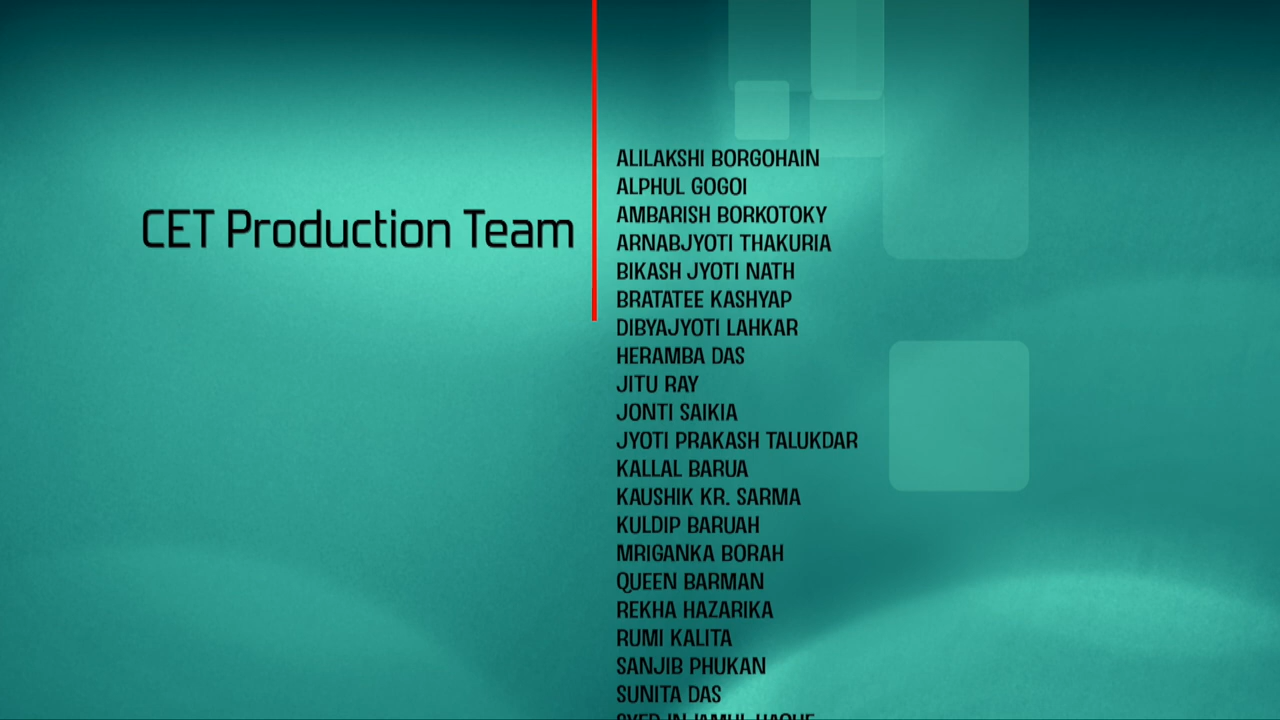 CET Production Team
ALILAKSHI BORGOHAIN
ALPHUL GOGOI
AMBARISH BORKOTOKY
ARNABJYOTI THAKURIA
BIKASH JYOTI NATH
BRATATEE KASHYAP
DIBYAJYOTI LAHKAR
HERAMBA DAS
JITU RAY
JONTI SAIKIA
JYOTI PRAKASH TALUKDAR
KALLAL BARUA
KAUSHIK KR. SARMA
KULDIP BARUAH
MRIGANKA BORAH
QUEEN BARMAN
REKHA HAZARIKA
RUMI KALITA
SANJIB PHUKAN
SUNITA DAS